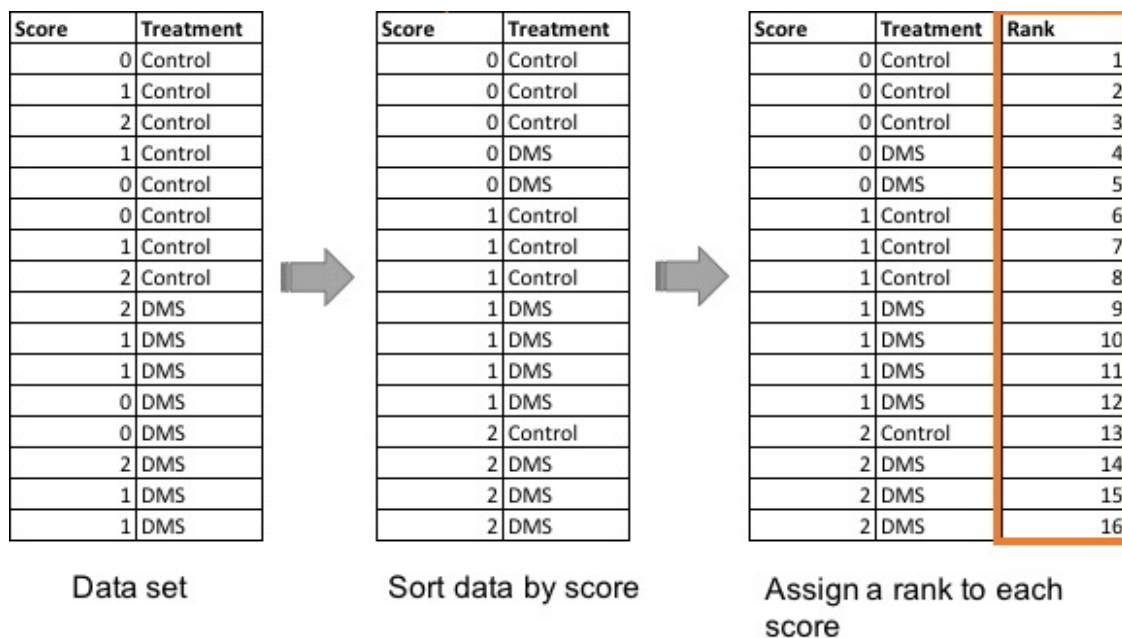 Score Treatment
0 Control
1 Control
2 Control
1 Control
0 Control
0 Control
1 Control
2 Control
2 DMS
1 DMS
1 DMS
0 DMS
0 DMS
2 DMS
1 DMS
1 DMS
Data set
Score Treatment
0 Control
0 Control
0 Control
0 DMS
0 DMS
1 Control
1 Control
1 Control
1 DMS
1 DMS
1 DMS
1 DMS
2 Control
2 DMS
2 DMS
2 DMS
Sort data by score
Score Treatment Rank
0 Control 1
0 Control 2
0 Control 3
0 DMS 4
0 DMS 5
1 Control 6
1 Control 7
1 Control 8
1 DMS 9
1 DMS 10
1 DMS 11
1 DMS 12
2 Control 13
2 DMS 14
2 DMS 15
2 DMS 16
Assign a rank to each
score